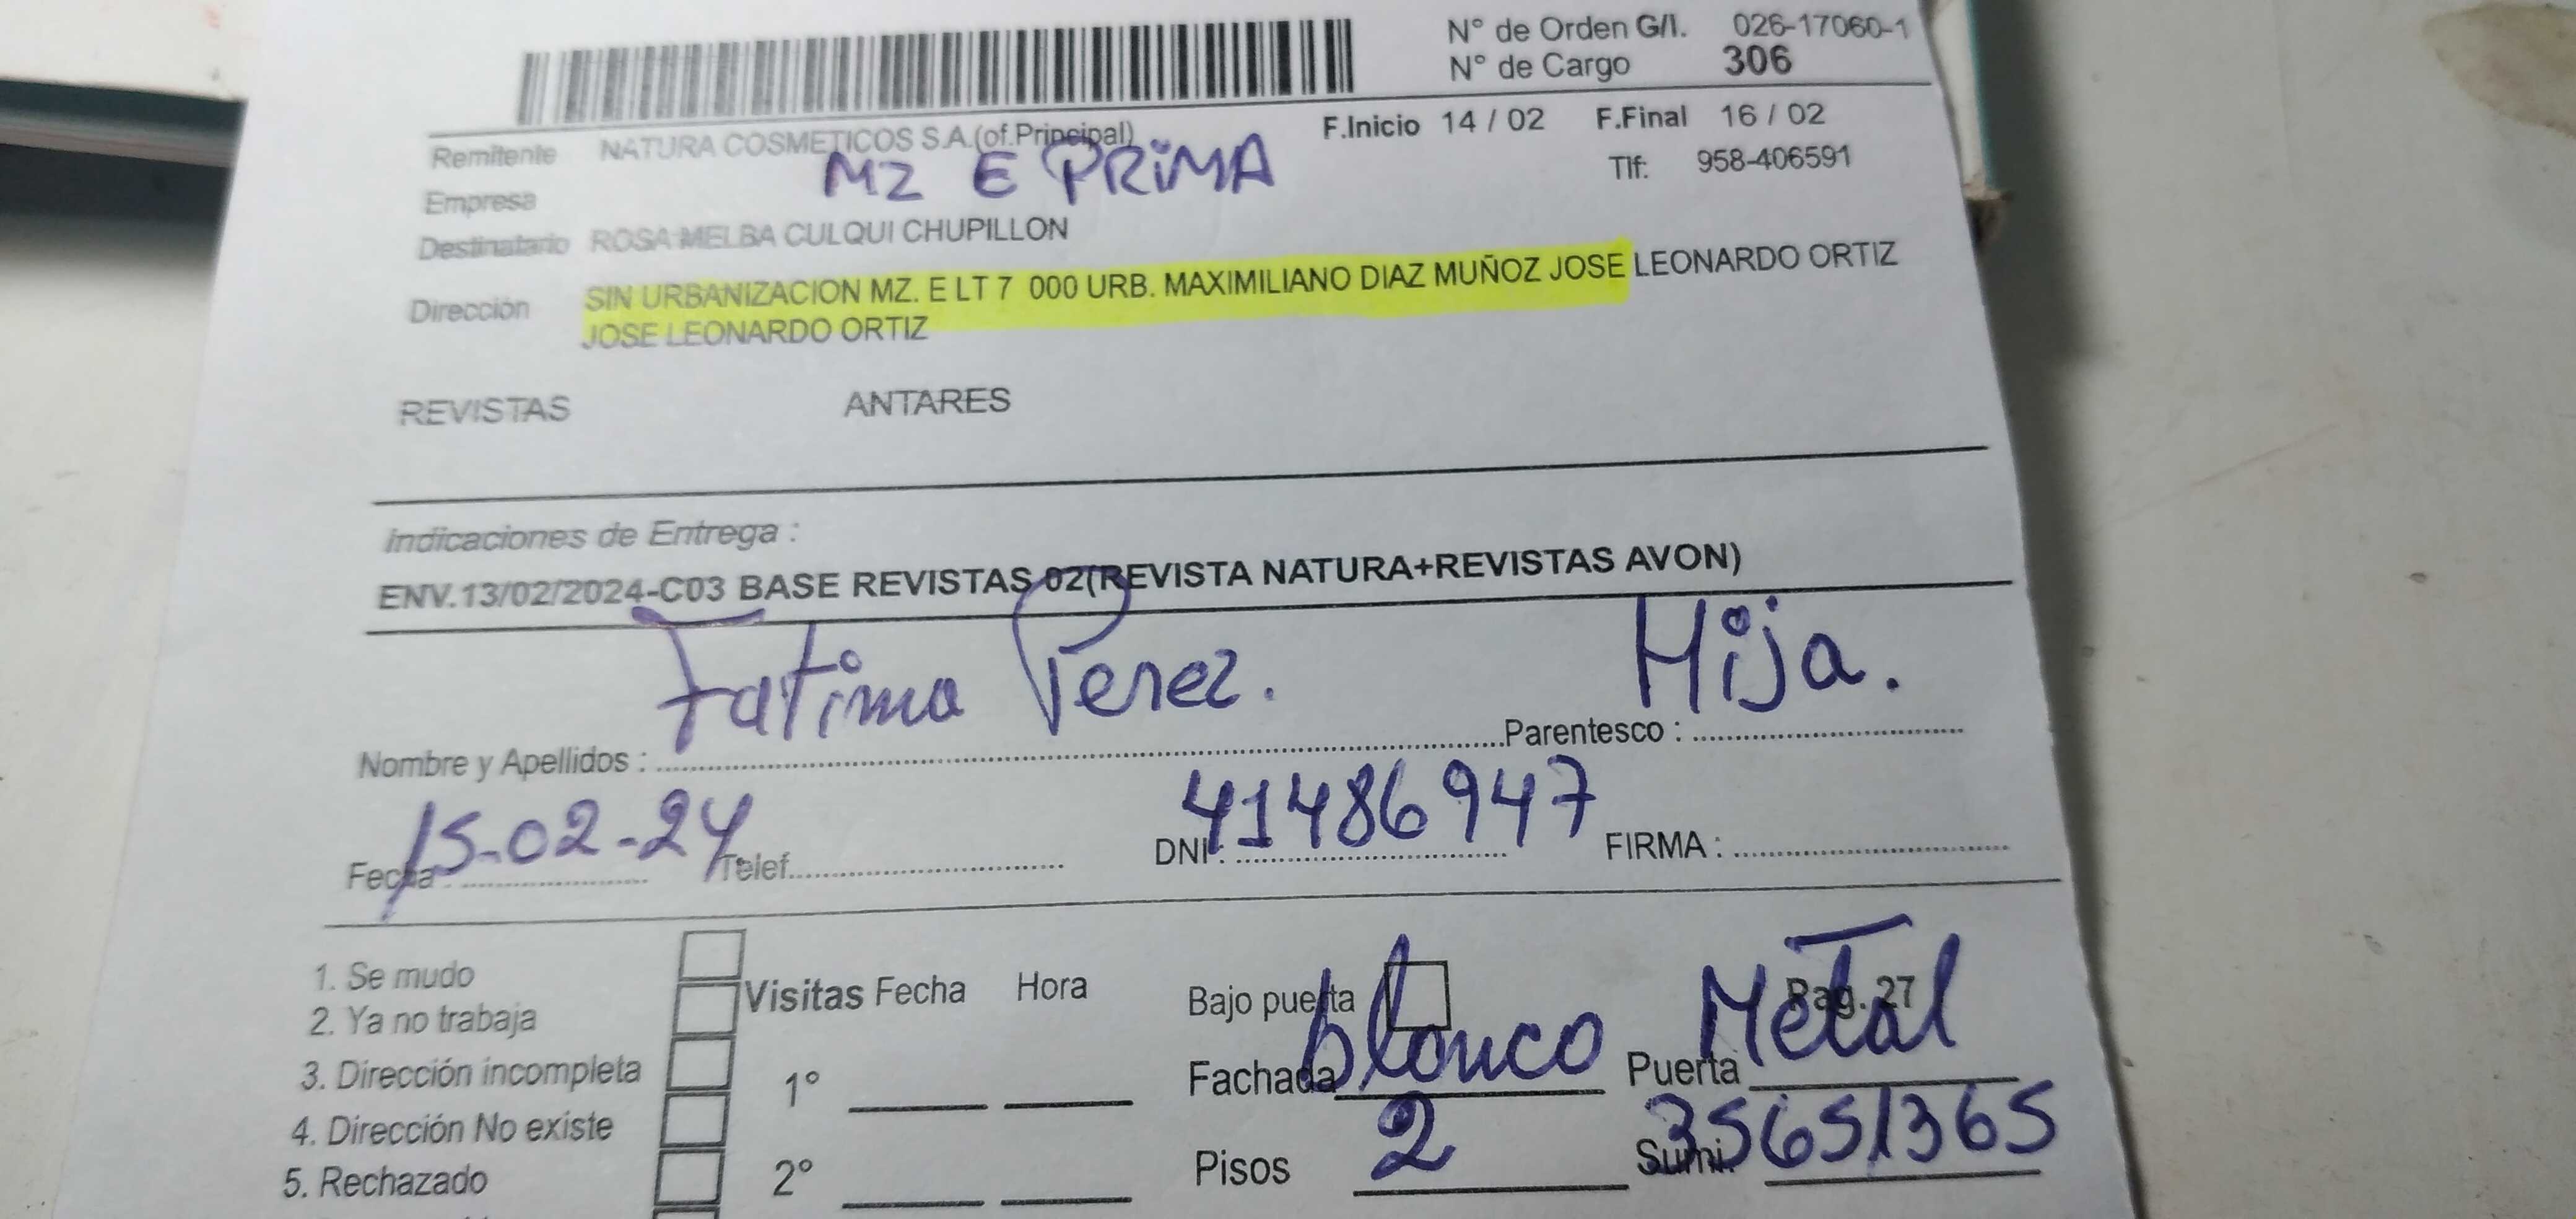 N° de Orden G/I. 026-17060-1
N° de Cargo 306
F.Inicio 14 / 02 F.Final 16 / 02
Remitente NATURA COSMETICOS S.A.(of.Principal)
Tlf: 958-406591
MZ E PRIMA
Empresa
Destinatario ROSA MELBA CULQUI CHUPILLON
Dirección SIN URBANIZACION MZ. E LT 7 000 URB. MAXIMILIANO DIAZ MUÑOZ JOSE LEONARDO ORTIZ
JOSE LEONARDO ORTIZ
REVISTAS ANTARES
Indicaciones de Entrega :
ENV.13/02/2024-C03 BASE REVISTAS 02(REVISTA NATURA+REVISTAS AVON)
Nombre y Apellidos : Fatima Perez. Parentesco : Hija.
Fecha 15-02-24 Telef. DNI : 41486947 FIRMA :
1. Se mudo
2. Ya no trabaja
3. Dirección incompleta
4. Dirección No existe
5. Rechazado
Visitas Fecha Hora
1°
2°
Bajo puerta Pag. 27
Fachada blanco Puerta Metal
Pisos 2 Sumi. 35651365